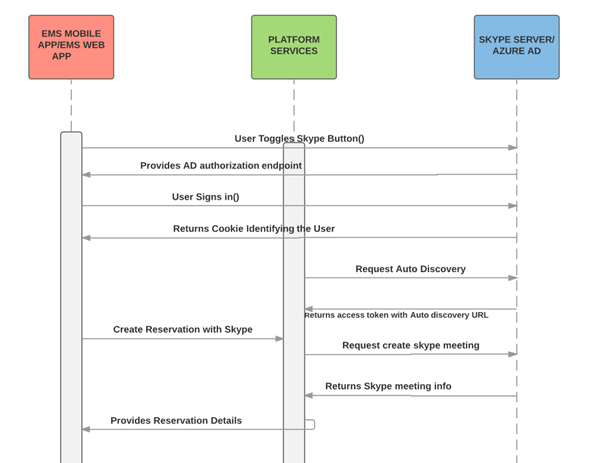 EMS MOBILE
APP/EMS WEB
APP
PLATFORM
SERVICES
SKYPE SERVER/
AZURE AD
User Toggles Skype Button()
Provides AD authorization endpoint
User Signs in()
Returns Cookie Identifying the User
Request Auto Discovery
Returns access token with Auto discovery URL
Create Reservation with Skype
Request create skype meeting
Returns Skype meeting info
Provides Reservation Details